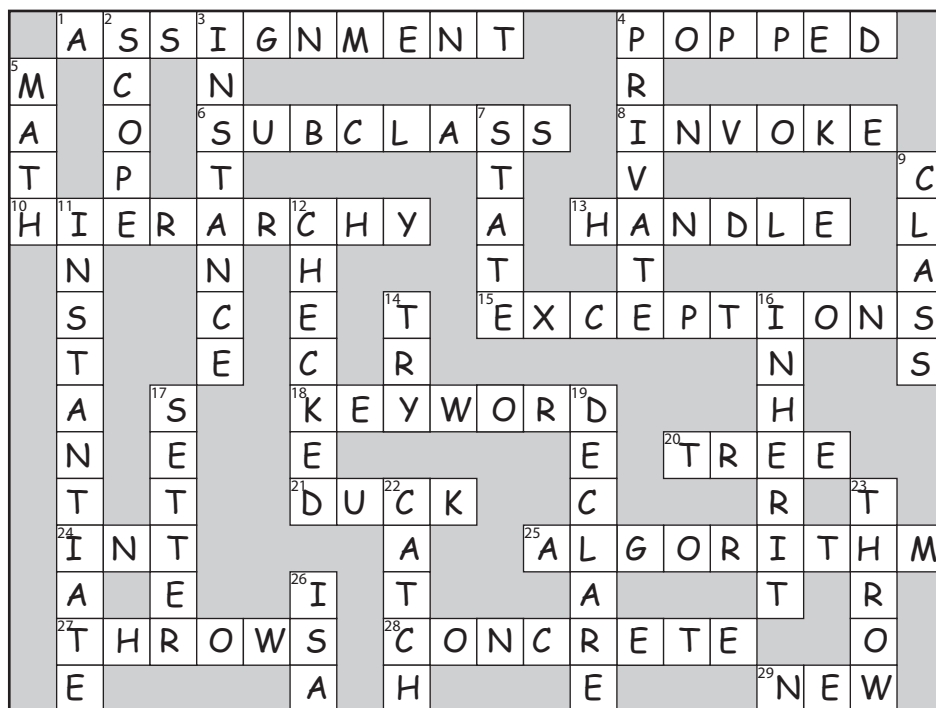 1 A 2 S S 3 I G N M E N T 4 P O P P E D
5 M C N R
A O 6 S U B C L A 7 S S 8 I N V O K E
T P T T V 9 C
10 H 11 I E R A R 12 C H Y A 13 H A N D L E L
N N H T T A
S C E 14 T 15 E X C E P T 16 I O N S
T E C R N S
A 17 S 18 K E Y W O R 19 D H
N E E E 20 T R E E
T T 21 D U 22 C K C R 23 T
24 I N T A 25 A L G O R I T H M
A E 26 I T A T R
27 T H R O W S 28 C O N C R E T E O
E A H E 29 N E W